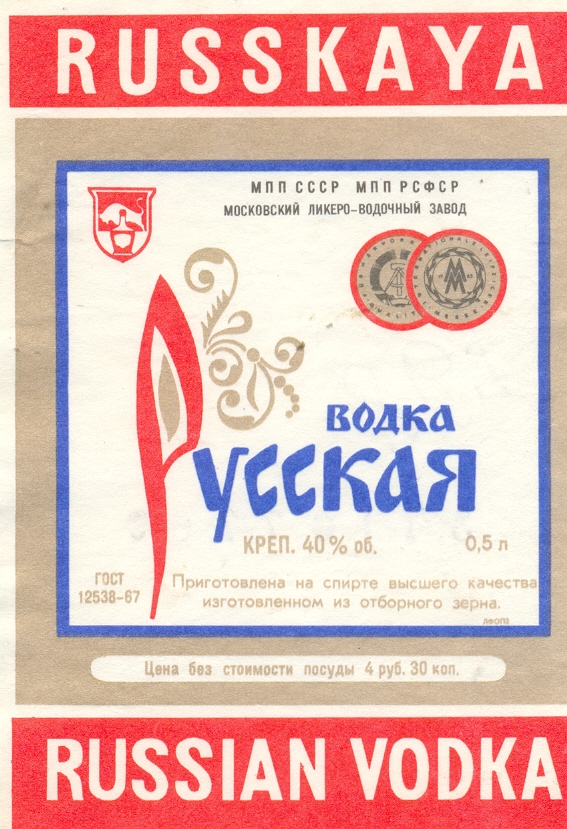 RUSSKAYA
МПП СССР МПП РСФСР
МОСКОВСКИЙ ЛИКЕРО-ВОДОЧНЫЙ ЗАВОД
ВОДКА
Русская
КРЕП. 40% об. 0,5 л
ГОСТ
12538-67
Приготовлена на спирте высшего качества
изготовленном из отборного зерна.
Цена без стоимости посуды 4 руб. 30 коп.
RUSSIAN VODKA